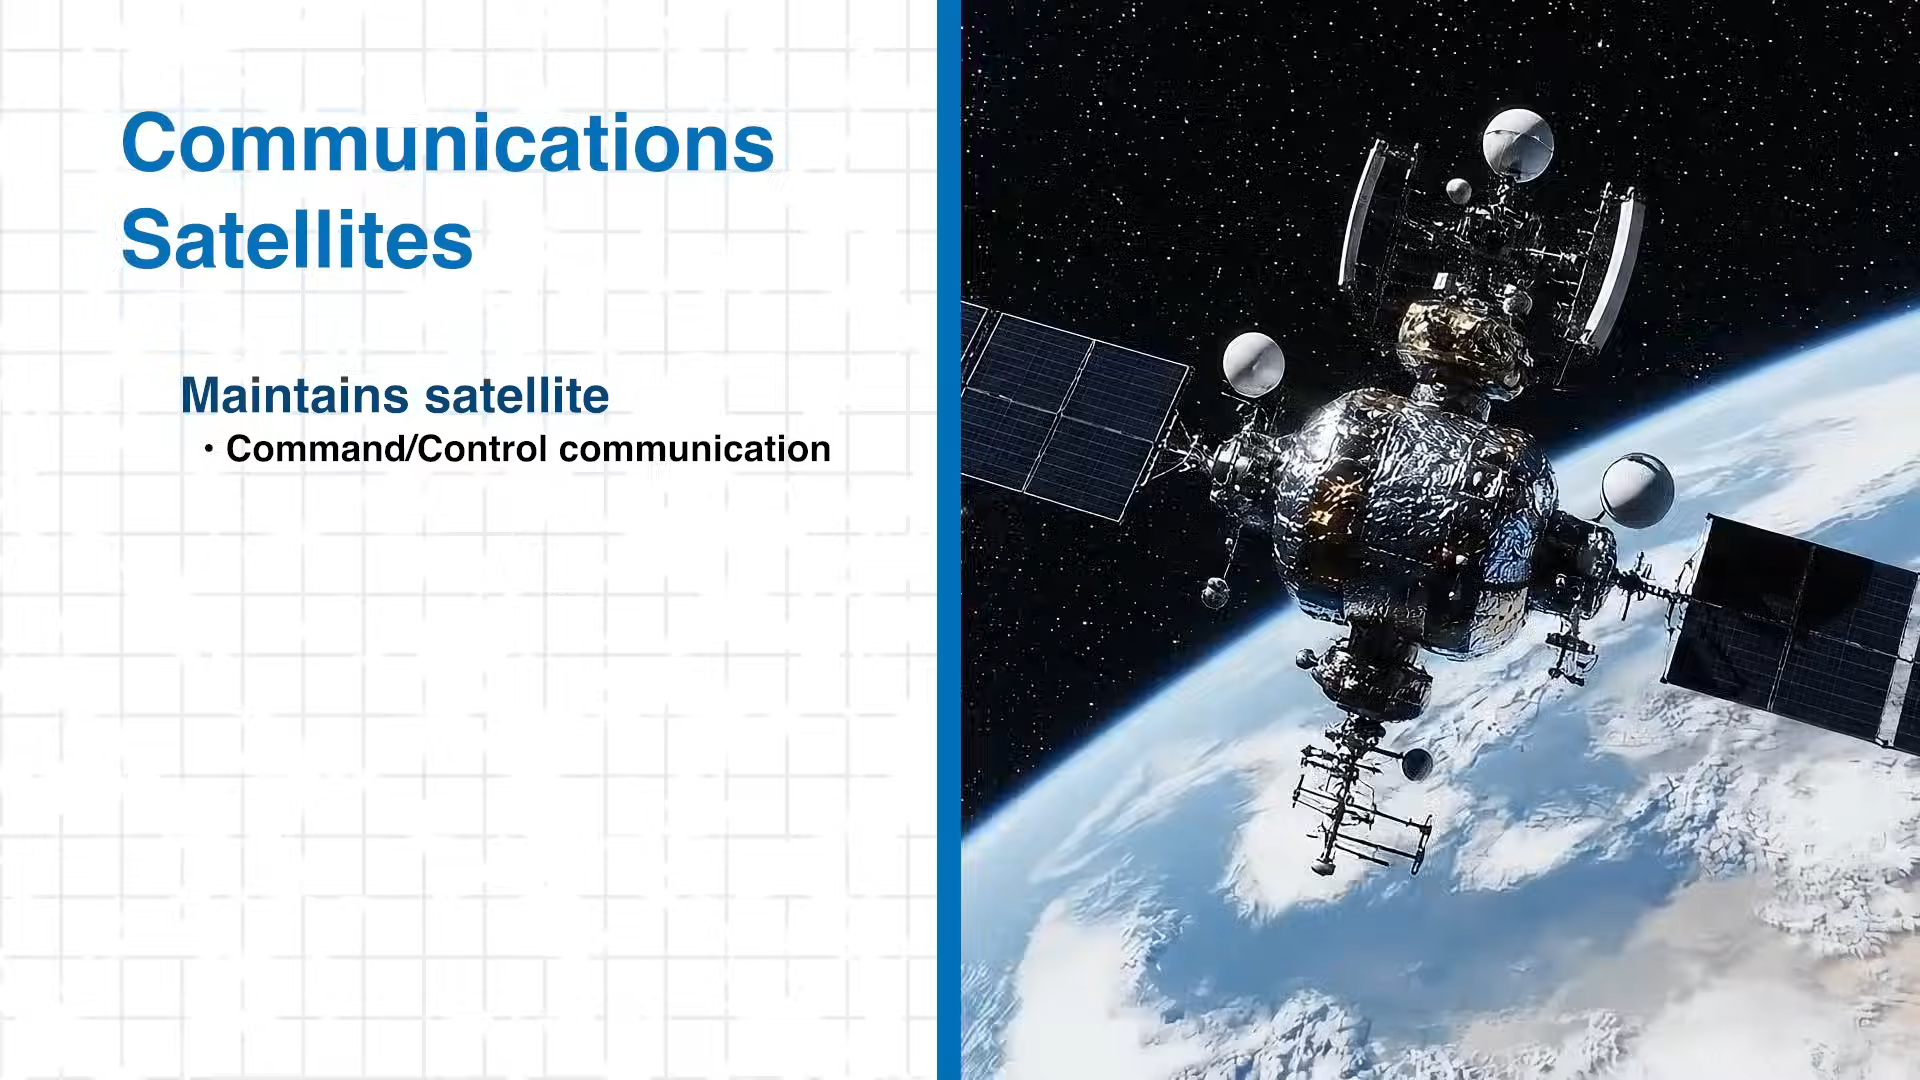 Communications
Satellites
Maintains satellite
• Command/Control communication